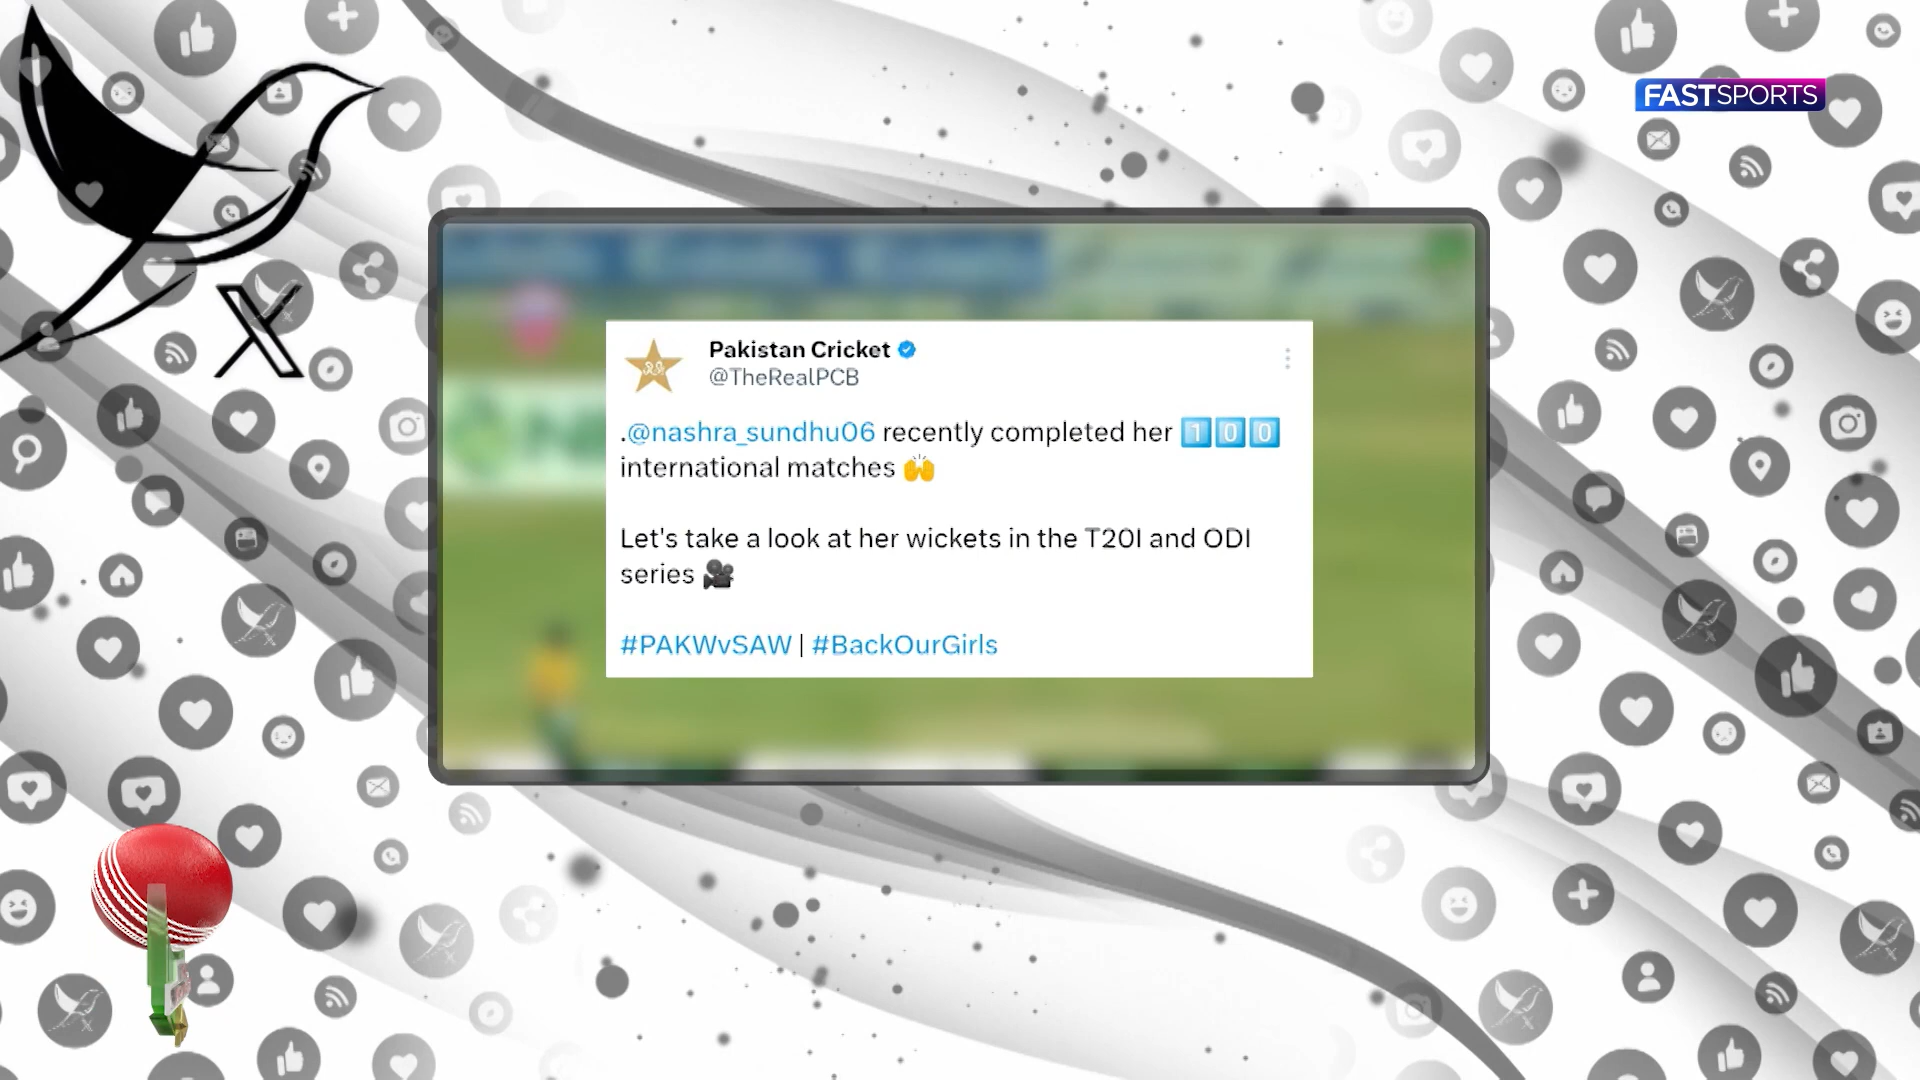 FASTSPORTS
Pakistan Cricket
@TheRealPCB
.@nashra_sundhu06 recently completed her 1️⃣0️⃣0️⃣
international matches 🙌
Let's take a look at her wickets in the T20I and ODI
series 🎥
#PAKWvSAW | #BackOurGirls
X